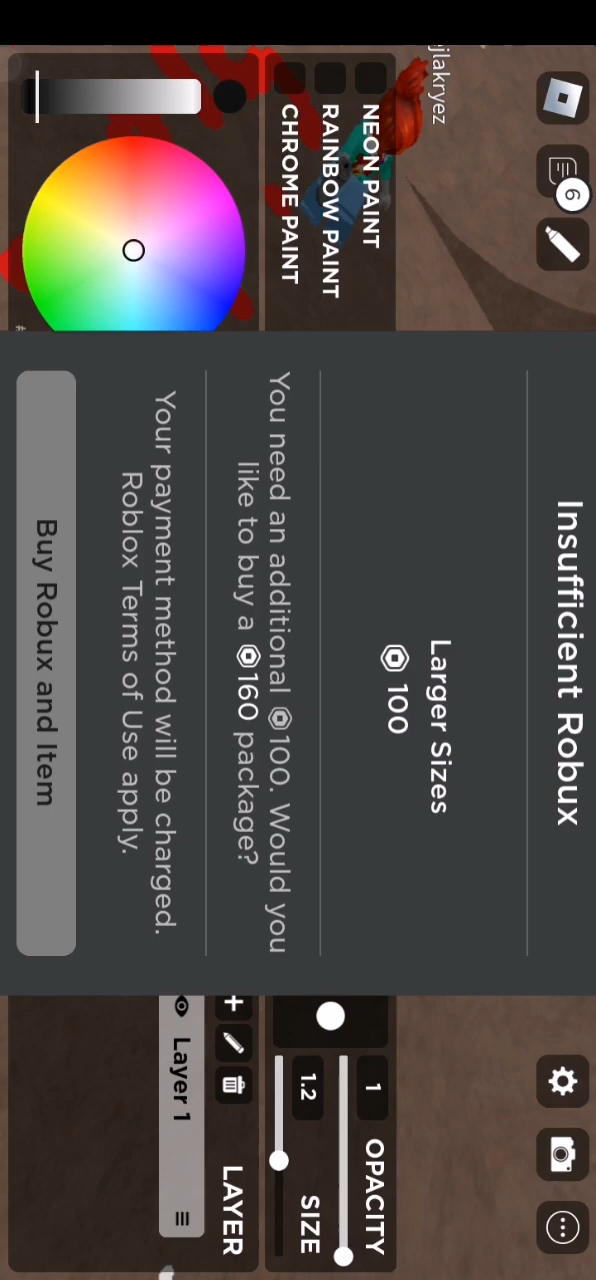 jlakryez
6
NEON PAINT
RAINBOW PAINT
CHROME PAINT
Insufficient Robux
Larger Sizes
100
You need an additional 100. Would you
like to buy a 160 package?
Your payment method will be charged.
Roblox Terms of Use apply.
Buy Robux and Item
1 OPACITY
1.2 SIZE
LAYER
Layer 1